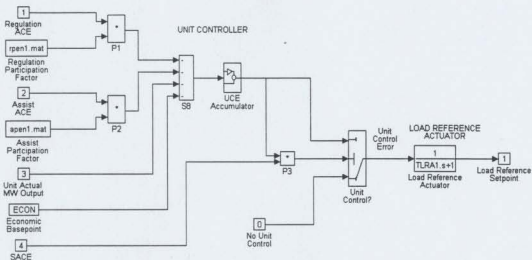 1
Regulation
ACE
rpen1.mat
Regulation
Participation
Factor
*
P1
UNIT CONTROLLER
2
Assist
ACE
apen1.mat
Assist
Participation
Factor
*
P2
3
Unit Actual
MW Output
ECON
Economic
Basepoint
4
SACE
-
-
-
-
S8
UCE
Accumulator
*
P3
0
No Unit
Control
Unit
Control
Error
Unit
Control?
LOAD REFERENCE
ACTUATOR
1
TLRA1.s+1
Load Reference
Actuator
1
Load Reference
Setpoint